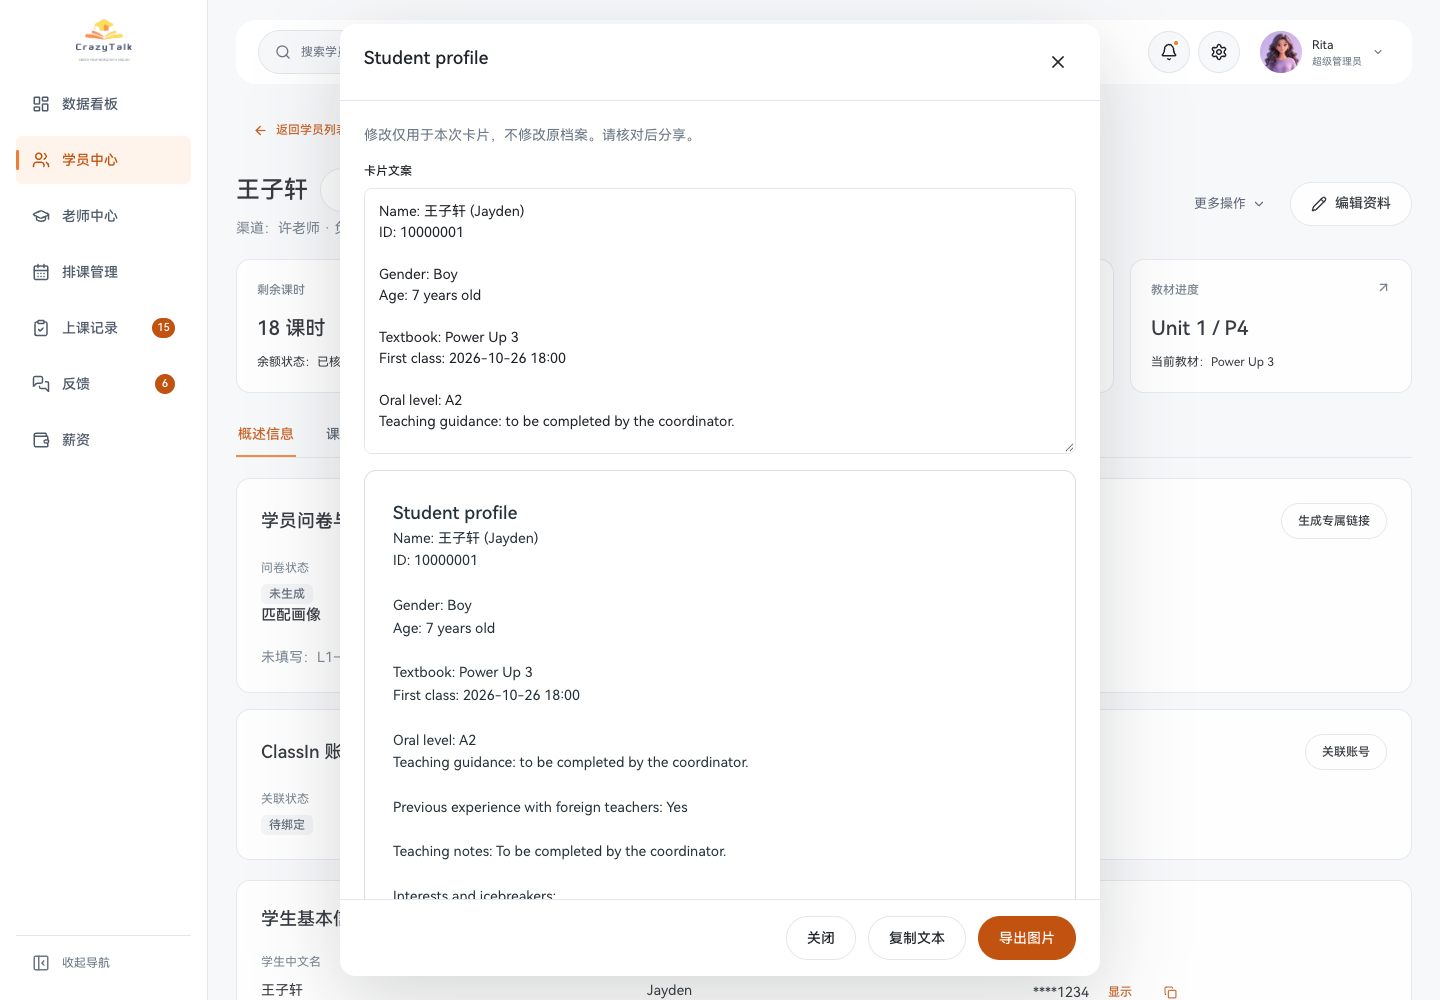 CrazyTalk
数据看板
学员中心
老师中心
排课管理
上课记录
15
反馈
6
薪资
收起导航
搜索学
Rita
超级管理员
返回学员列
王子轩
渠道：许老师 ·
更多操作
编辑资料
剩余课时
18 课时
余额状态：已核
教材进度
Unit 1 / P4
当前教材：Power Up 3
概述信息
课
学员问卷
生成专属链接
问卷状态
未生成
匹配画像
未填写：L1-
ClassIn 账
关联账号
关联状态
待绑定
学生基本信
学生中文名
王子轩
Jayden
****1234
显示
Student profile
修改仅用于本次卡片，不修改原档案。请核对后分享。
卡片文案
Name: 王子轩 (Jayden)
ID: 10000001
Gender: Boy
Age: 7 years old
Textbook: Power Up 3
First class: 2026-10-26 18:00
Oral level: A2
Teaching guidance: to be completed by the coordinator.
Student profile
Name: 王子轩 (Jayden)
ID: 10000001
Gender: Boy
Age: 7 years old
Textbook: Power Up 3
First class: 2026-10-26 18:00
Oral level: A2
Teaching guidance: to be completed by the coordinator.
Previous experience with foreign teachers: Yes
Teaching notes: To be completed by the coordinator.
Interests and icebreakers:
关闭
复制文本
导出图片